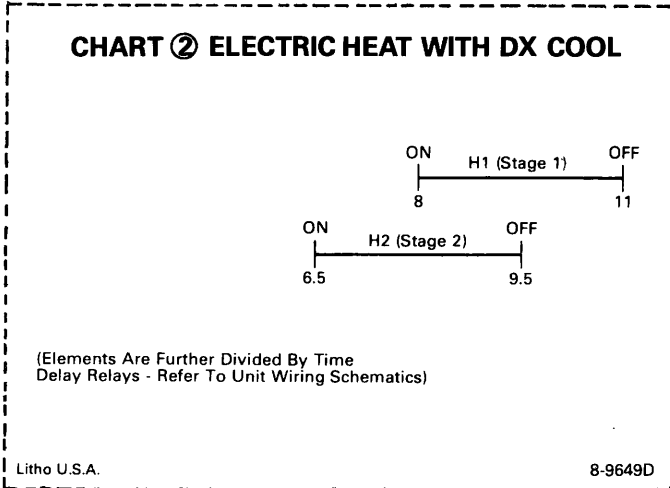 CHART ② ELECTRIC HEAT WITH DX COOL
ON H1 (Stage 1) OFF
8 11
ON H2 (Stage 2) OFF
6.5 9.5
(Elements Are Further Divided By Time
Delay Relays - Refer To Unit Wiring Schematics)
Litho U.S.A. 8-9649D